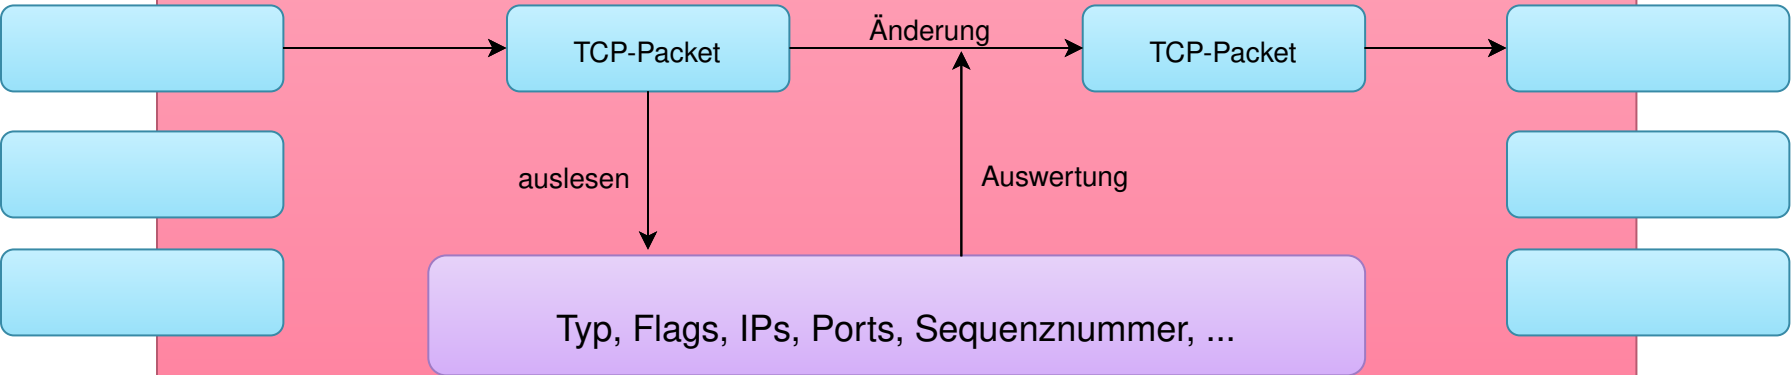 Änderung
TCP-Packet
TCP-Packet
auslesen
Auswertung
Typ, Flags, IPs, Ports, Sequenznummer, ...